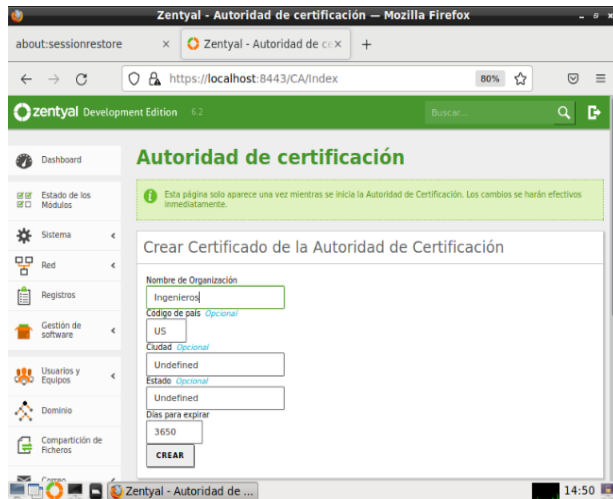 Zentyal - Autoridad de certificación — Mozilla Firefox
about:sessionrestore
Zentyal - Autoridad de ce
https://localhost:8443/CA/Index
80%
zentyal Development Edition 6.2
Buscar...
Dashboard
Estado de los
Módulos
Sistema
Red
Registros
Gestión de
software
Usuarios y
Equipos
Dominio
Compartición de
Ficheros
Correo
Autoridad de certificación
Esta página solo aparece una vez mientras se inicia la Autoridad de Certificación. Los cambios se harán efectivos
inmediatamente.
Crear Certificado de la Autoridad de Certificación
Nombre de Organización
Ingenieros
Código de país Opcional
US
Ciudad Opcional
Undefined
Estado Opcional
Undefined
Días para expirar
3650
CREAR
Zentyal - Autoridad de ...
14:50